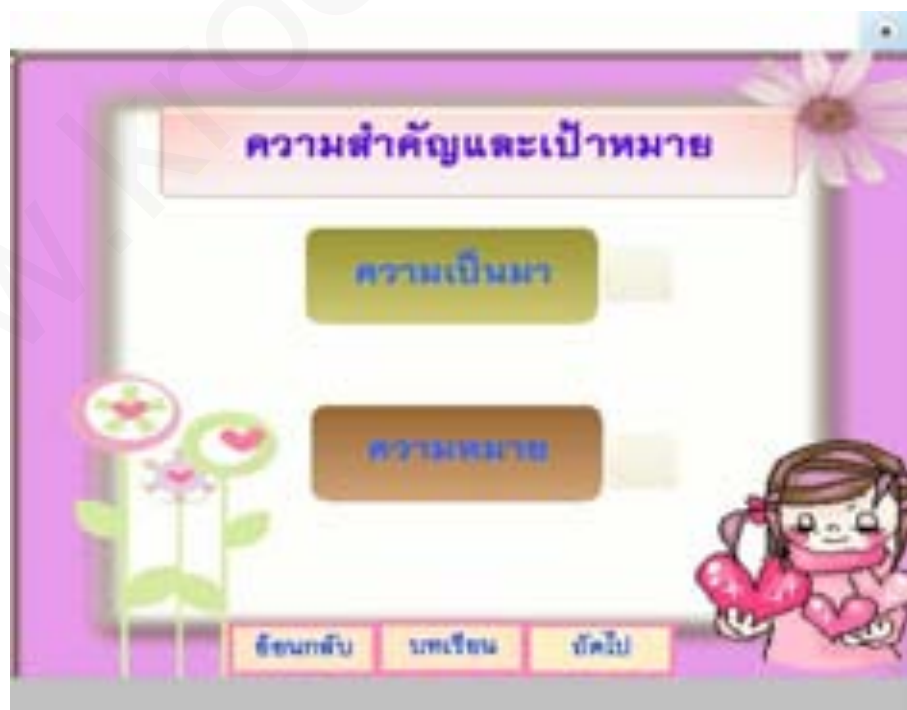 ความสำคัญและเป้าหมาย
ความเป็นมา
ความหมาย
ย้อนกลับ
บทเรียน
ถัดไป